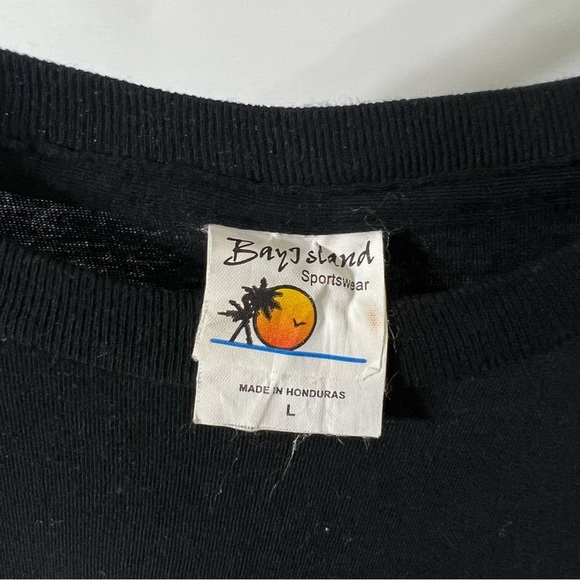 Bay Island
Sportswear
MADE IN HONDURAS
L